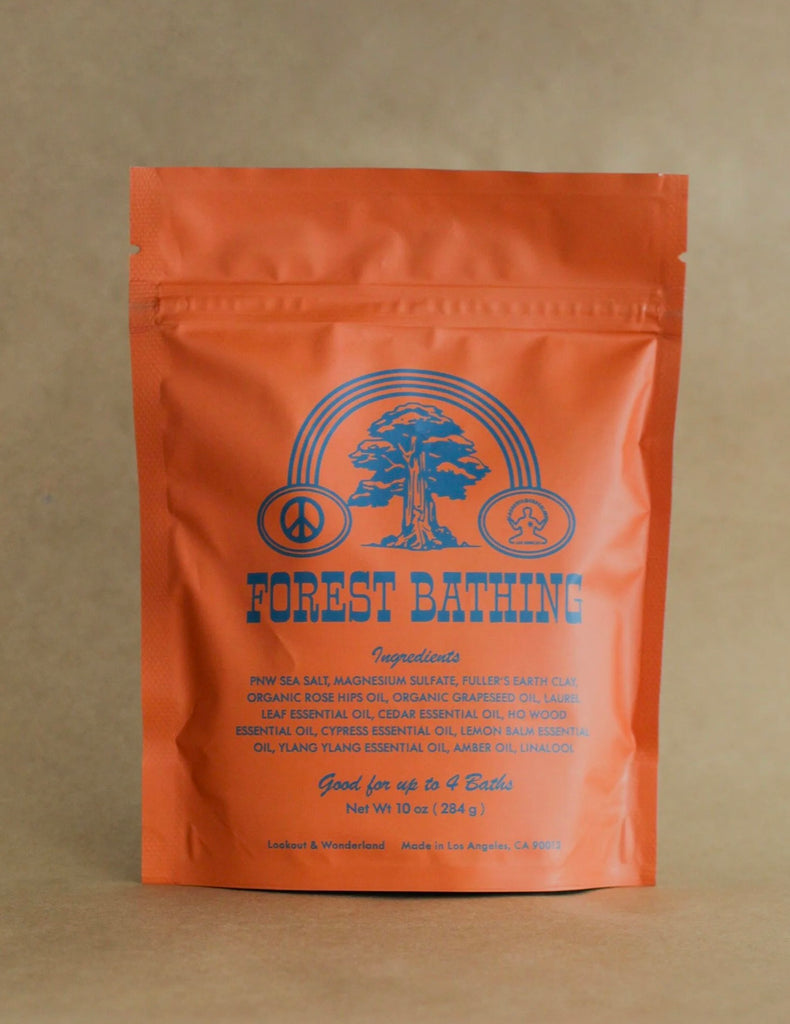 FOREST BATHING
Ingredients
PNW SEA SALT, MAGNESIUM SULFATE, FULLER'S EARTH CLAY,
ORGANIC ROSE HIPS OIL, ORGANIC GRAPESEED OIL, LAUREL
LEAF ESSENTIAL OIL, CEDAR ESSENTIAL OIL, HO WOOD
ESSENTIAL OIL, CYPRESS ESSENTIAL OIL, LEMON BALM ESSENTIAL
OIL, YLANG YLANG ESSENTIAL OIL, AMBER OIL, LINALOOL
Good for up to 4 Baths
Net Wt 10 oz ( 284 g )
Lookout & Wonderland Made in Los Angeles, CA 90013